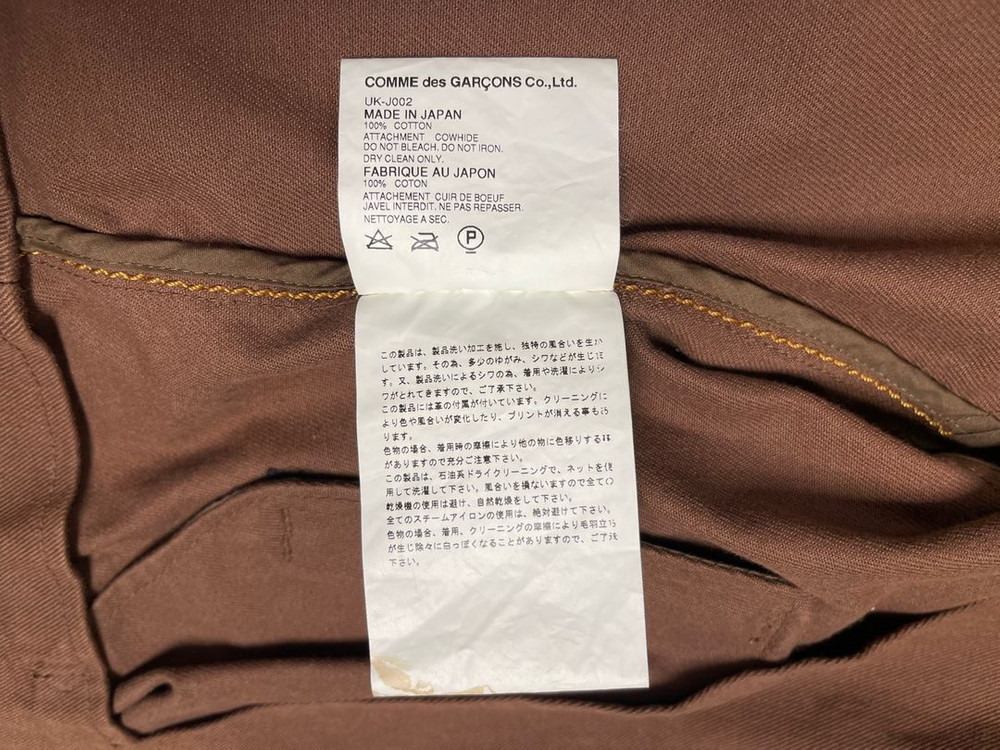 COMME des GARÇONS Co.,Ltd.
UK-J002
MADE IN JAPAN
100% COTTON
ATTACHMENT COWHIDE
DO NOT BLEACH. DO NOT IRON.
DRY CLEAN ONLY.
FABRIQUE AU JAPON
100% COTON
ATTACHEMENT CUIR DE BOEUF
JAVEL INTERDIT. NE PAS REPASSER.
NETTOYAGE A SEC.
P
この製品は、製品洗い加工を施し、独特の風合いを生か
しています。その為、多少のゆがみ、シワなどが生じま
す。又、製品洗いによるシワの為、着用や洗濯によりシ
ワがとれてきますので、ご了承下さい。
この製品には革の付属が付いています。クリーニングに
より色や風合いが変化したり、プリントが消える事もあ
ります。
色物の場合、着用時の摩擦により他の物に色移りする事
がありますので充分ご注意下さい。
この製品は、石油系ドライクリーニングで、ネットを使
用して洗濯して下さい。風合いを損ないますので全ての
乾燥機の使用は避け、自然乾燥をして下さい。
全てのスチームアイロンの使用は、絶対避けて下さい。
色物の場合、着用、クリーニングの摩擦により毛羽立ち
が生じ除々に白っぽくなることがありますので、ご了承
下さい。